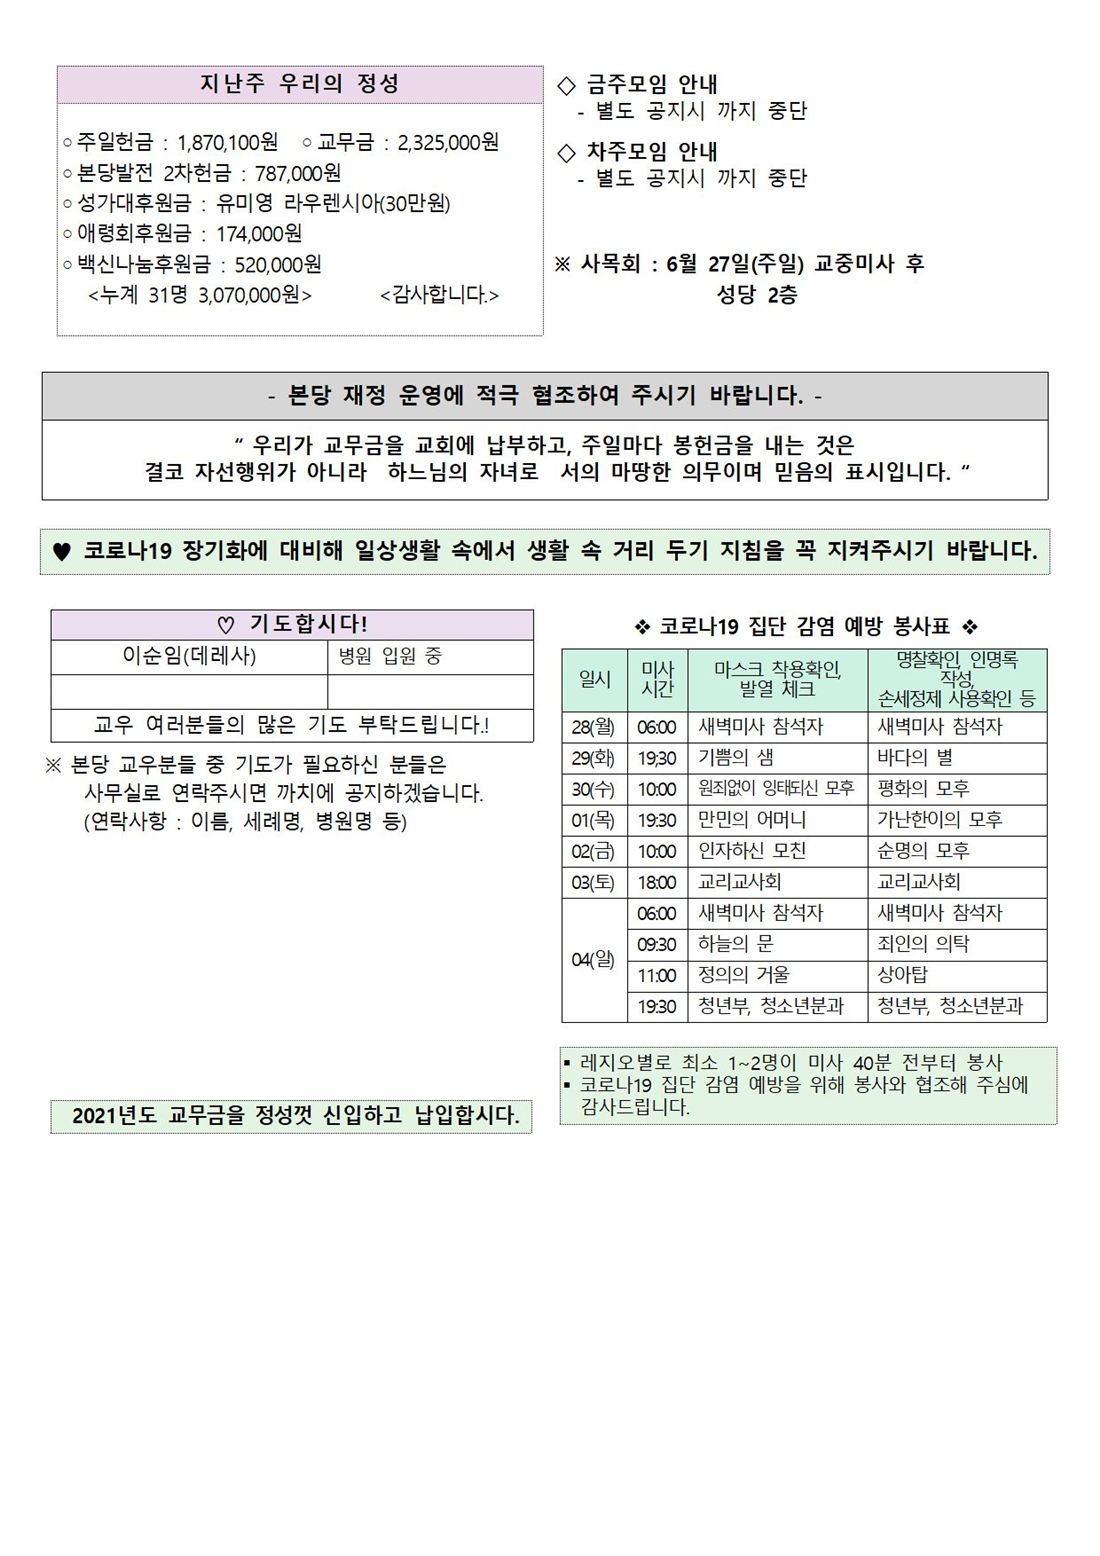 지난주 우리의 정성
○ 주일헌금 : 1,870,100원 ○ 교무금 : 2,325,000원
○ 본당발전 2차헌금 : 787,000원
○ 성가대후원금 : 유미영 라우렌시아(30만원)
○ 애령회후원금 : 174,000원
○ 백신나눔후원금 : 520,000원
<누계 31명 3,070,000원> <감사합니다.>
◇ 금주모임 안내
- 별도 공지시 까지 중단
◇ 차주모임 안내
- 별도 공지시 까지 중단
※ 사목회 : 6월 27일(주일) 교중미사 후
성당 2층
- 본당 재정 운영에 적극 협조하여 주시기 바랍니다. -
“ 우리가 교무금을 교회에 납부하고, 주일마다 봉헌금을 내는 것은
결코 자선행위가 아니라 하느님의 자녀로 서의 마땅한 의무이며 믿음의 표시입니다. “
♥ 코로나19 장기화에 대비해 일상생활 속에서 생활 속 거리 두기 지침을 꼭 지켜주시기 바랍니다.
♡ 기도합시다!
이순임(데레사) 병원 입원 중
교우 여러분들의 많은 기도 부탁드립니다.!
※ 본당 교우분들 중 기도가 필요하신 분들은
사무실로 연락주시면 까치에 공지하겠습니다.
(연락사항 : 이름, 세례명, 병원명 등)
2021년도 교무금을 정성껏 신입하고 납입합시다.
❖ 코로나19 집단 감염 예방 봉사표 ❖
일시 미사 시간 마스크 착용확인, 발열 체크 명찰확인, 인명록 작성, 손세정제 사용확인 등
28(월) 06:00 새벽미사 참석자 새벽미사 참석자
29(화) 19;30 기쁨의 샘 바다의 별
30(수) 10:00 원죄없이 잉태되신 모후 평화의 모후
01(목) 19:30 만민의 어머니 가난한이의 모후
02(금) 10:00 인자하신 모친 순명의 모후
03(토) 18:00 교리교사회 교리교사회
04(일) 06:00 새벽미사 참석자 새벽미사 참석자
09:30 하늘의 문 죄인의 의탁
11:00 정의의 거울 상아탑
19:30 청년부, 청소년분과 청년부, 청소년분과
▪ 레지오별로 최소 1~2명이 미사 40분 전부터 봉사
▪ 코로나19 집단 감염 예방을 위해 봉사와 협조해 주심에
감사드립니다.